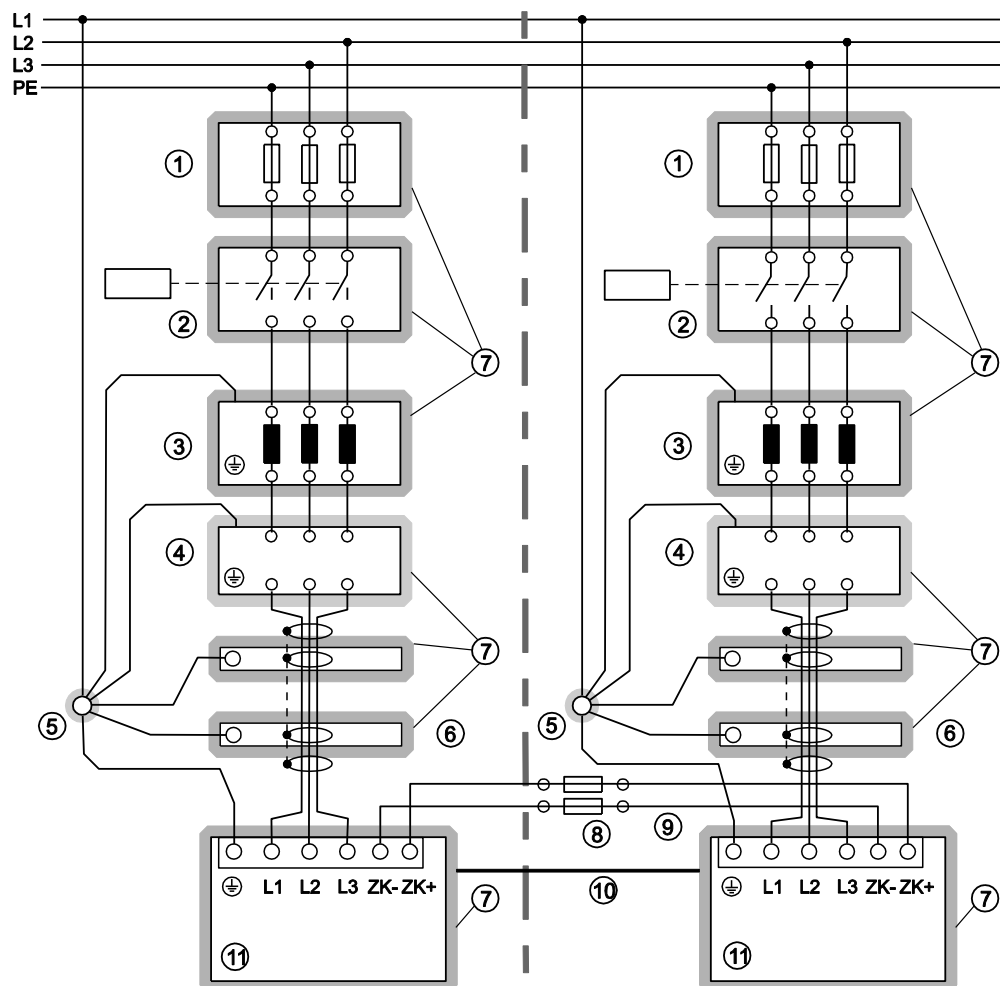 L1
L2
L3
PE
① ①
② ②
⑦ ⑦
③ ③
④ ④
⑦ ⑦
⑤ ⑥ ⑤ ⑥
⑧ ⑨
L1 L2 L3 ZK- ZK+ ⑦ ⑩ L1 L2 L3 ZK- ZK+ ⑦
⑪ ⑪